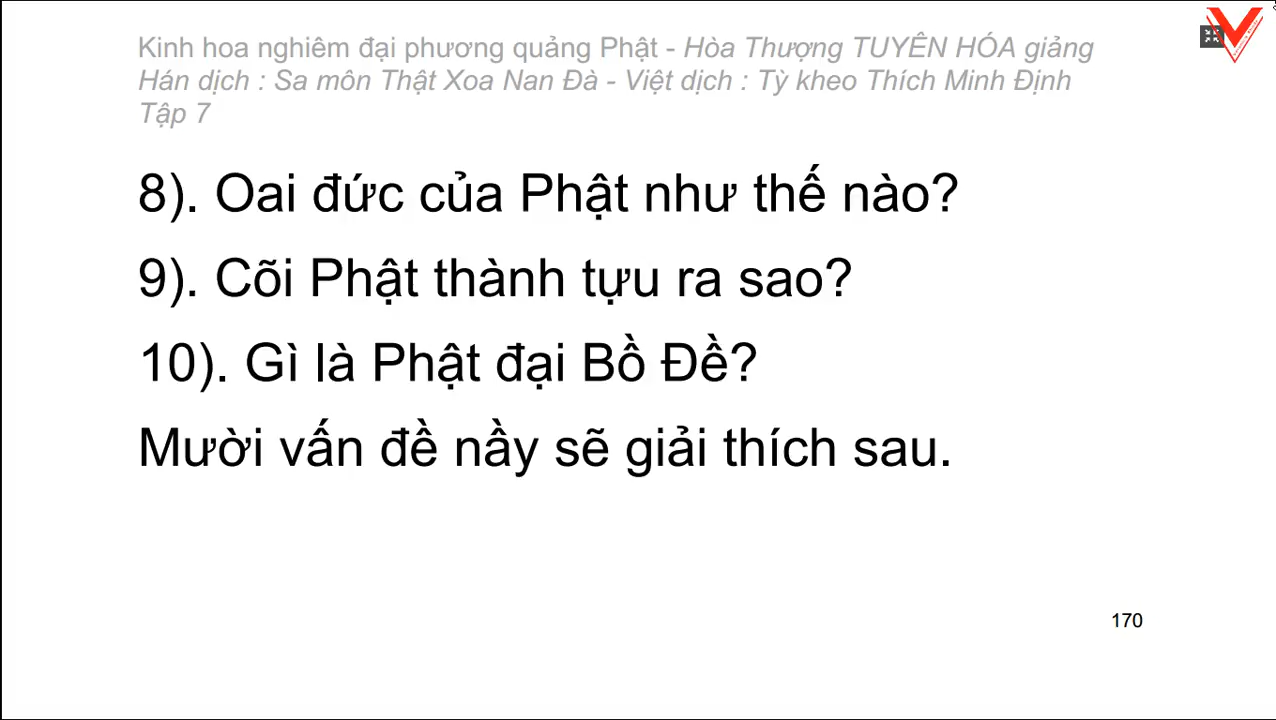 Kinh hoa nghiêm đại phương quảng Phật - Hòa Thượng TUYÊN HÓA giảng
Hán dịch : Sa môn Thật Xoa Nan Đà - Việt dịch : Tỳ kheo Thích Minh Định
Tập 7
8). Oai đức của Phật như thế nào?
9). Cõi Phật thành tựu ra sao?
10). Gì là Phật đại Bồ Đề?
Mười vấn đề nầy sẽ giải thích sau.
170